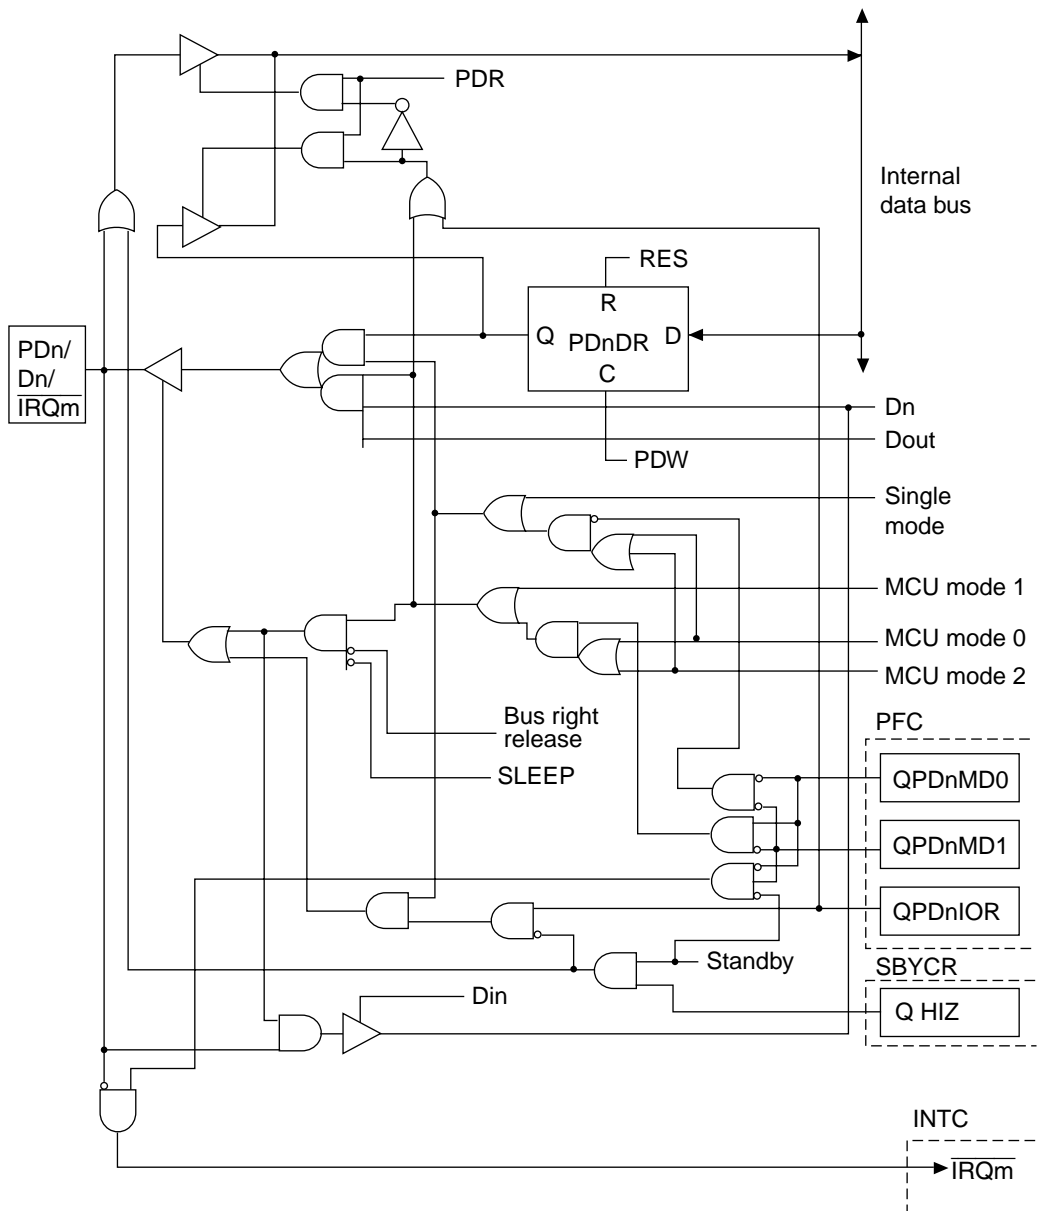 PDR
Internal
data bus
RES
R
Q
PDnDR
D
C
PDn/
Dn/
IRQm
Dn
Dout
PDW
Single
mode
MCU mode 1
MCU mode 0
MCU mode 2
Bus right
release
SLEEP
PFC
QPDnMD0
QPDnMD1
QPDnIOR
Standby
SBYCR
Din
Q HIZ
INTC
IRQm